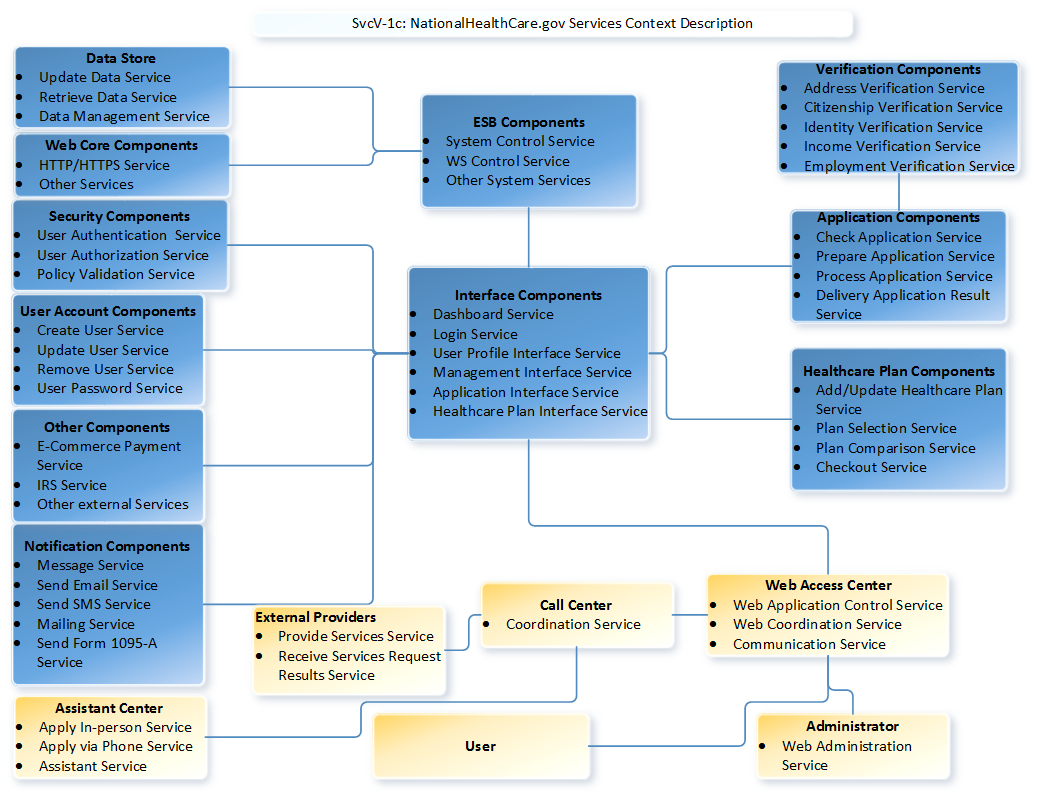 SvcV-1c: NationalHealthCare.gov Services Context Description
Data Store
• Update Data Service
• Retrieve Data Service
• Data Management Service
Web Core Components
• HTTP/HTTPS Service
• Other Services
Security Components
• User Authentication Service
• User Authorization Service
• Policy Validation Service
User Account Components
• Create User Service
• Update User Service
• Remove User Service
• User Password Service
Other Components
• E-Commerce Payment
Service
• IRS Service
• Other external Services
Notification Components
• Message Service
• Send Email Service
• Send SMS Service
• Mailing Service
• Send Form 1095-A
Service
ESB Components
• System Control Service
• WS Control Service
• Other System Services
Interface Components
• Dashboard Service
• Login Service
• User Profile Interface Service
• Management Interface Service
• Application Interface Service
• Healthcare Plan Interface Service
Verification Components
• Address Verification Service
• Citizenship Verification Service
• Identity Verification Service
• Income Verification Service
• Employment Verification Service
Application Components
• Check Application Service
• Prepare Application Service
• Process Application Service
• Delivery Application Result
Service
Healthcare Plan Components
• Add/Update Healthcare Plan
Service
• Plan Selection Service
• Plan Comparison Service
• Checkout Service
External Providers
• Provide Services Service
• Receive Services Request
Results Service
Call Center
• Coordination Service
Web Access Center
• Web Application Control Service
• Web Coordination Service
• Communication Service
Assistant Center
• Apply In-person Service
• Apply via Phone Service
• Assistant Service
User
Administrator
• Web Administration
Service